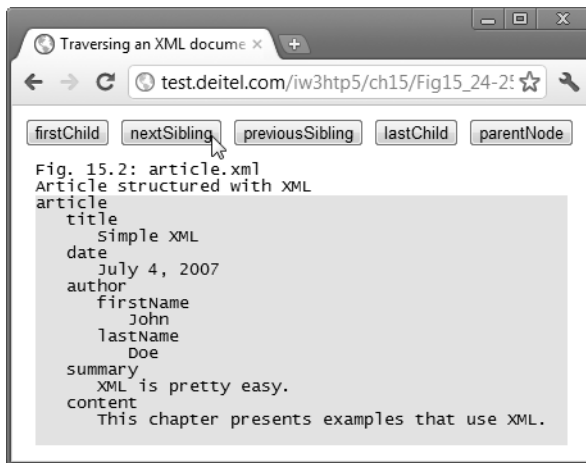 Traversing an XML docume ×
test.deitel.com/iw3htp5/ch15/Fig15_24-25
firstChild nextSibling previousSibling lastChild parentNode
Fig. 15.2: article.xml
Article structured with XML
article
title
Simple XML
date
July 4, 2007
author
firstName
John
lastName
Doe
summary
XML is pretty easy.
content
This chapter presents examples that use XML.